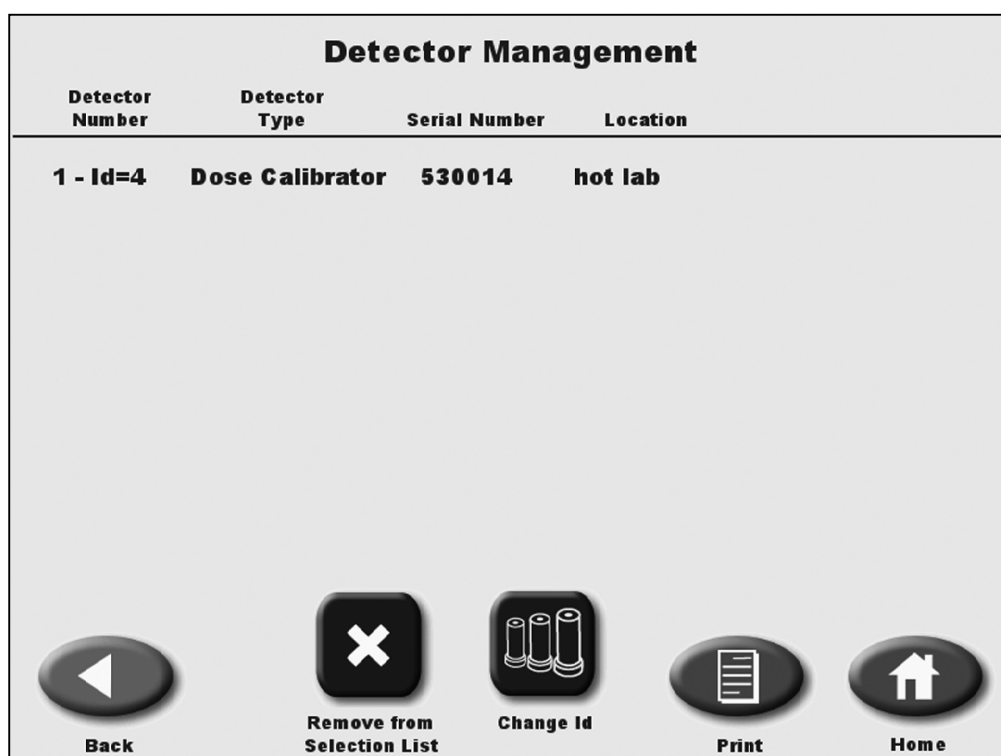 Detector Management
Detector Number Detector Type Serial Number Location
1 - Id=4 Dose Calibrator 530014 hot lab
Back
Remove from
Selection List
Change Id
Print
Home